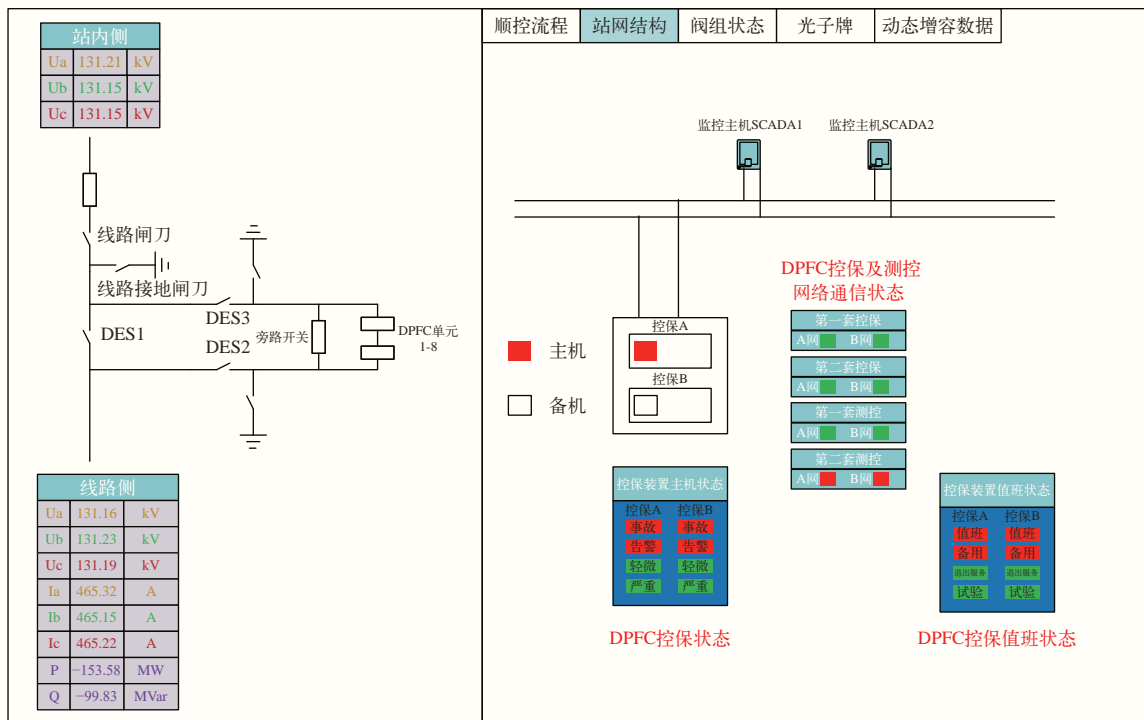 站内侧
Ua 131.21 kV
Ub 131.15 kV
Uc 131.15 kV
线路闸刀
线路接地闸刀
DES1
DES3
DES2
旁路开关
DPFC单元
1-8
线路侧
Ua 131.16 kV
Ub 131.23 kV
Uc 131.19 kV
Ia 465.32 A
Ib 465.15 A
Ic 465.22 A
P −153.58 MW
Q −99.83 MVar
顺控流程 站网结构 阀组状态 光子牌 动态增容数据
监控主机SCADA1 监控主机SCADA2
控保A
控保B
主机
备机
DPFC控保及测控
网络通信状态
第一套控保
A网 B网
第二套控保
A网 B网
第一套测控
A网 B网
第二套测控
A网 B网
控保装置主机状态
控保A 控保B
事故 事故
告警 告警
轻微 轻微
严重 严重
DPFC控保状态
控保装置值班状态
控保A 控保B
值班 值班
备用 备用
退出服务 退出服务
试验 试验
DPFC控保值班状态